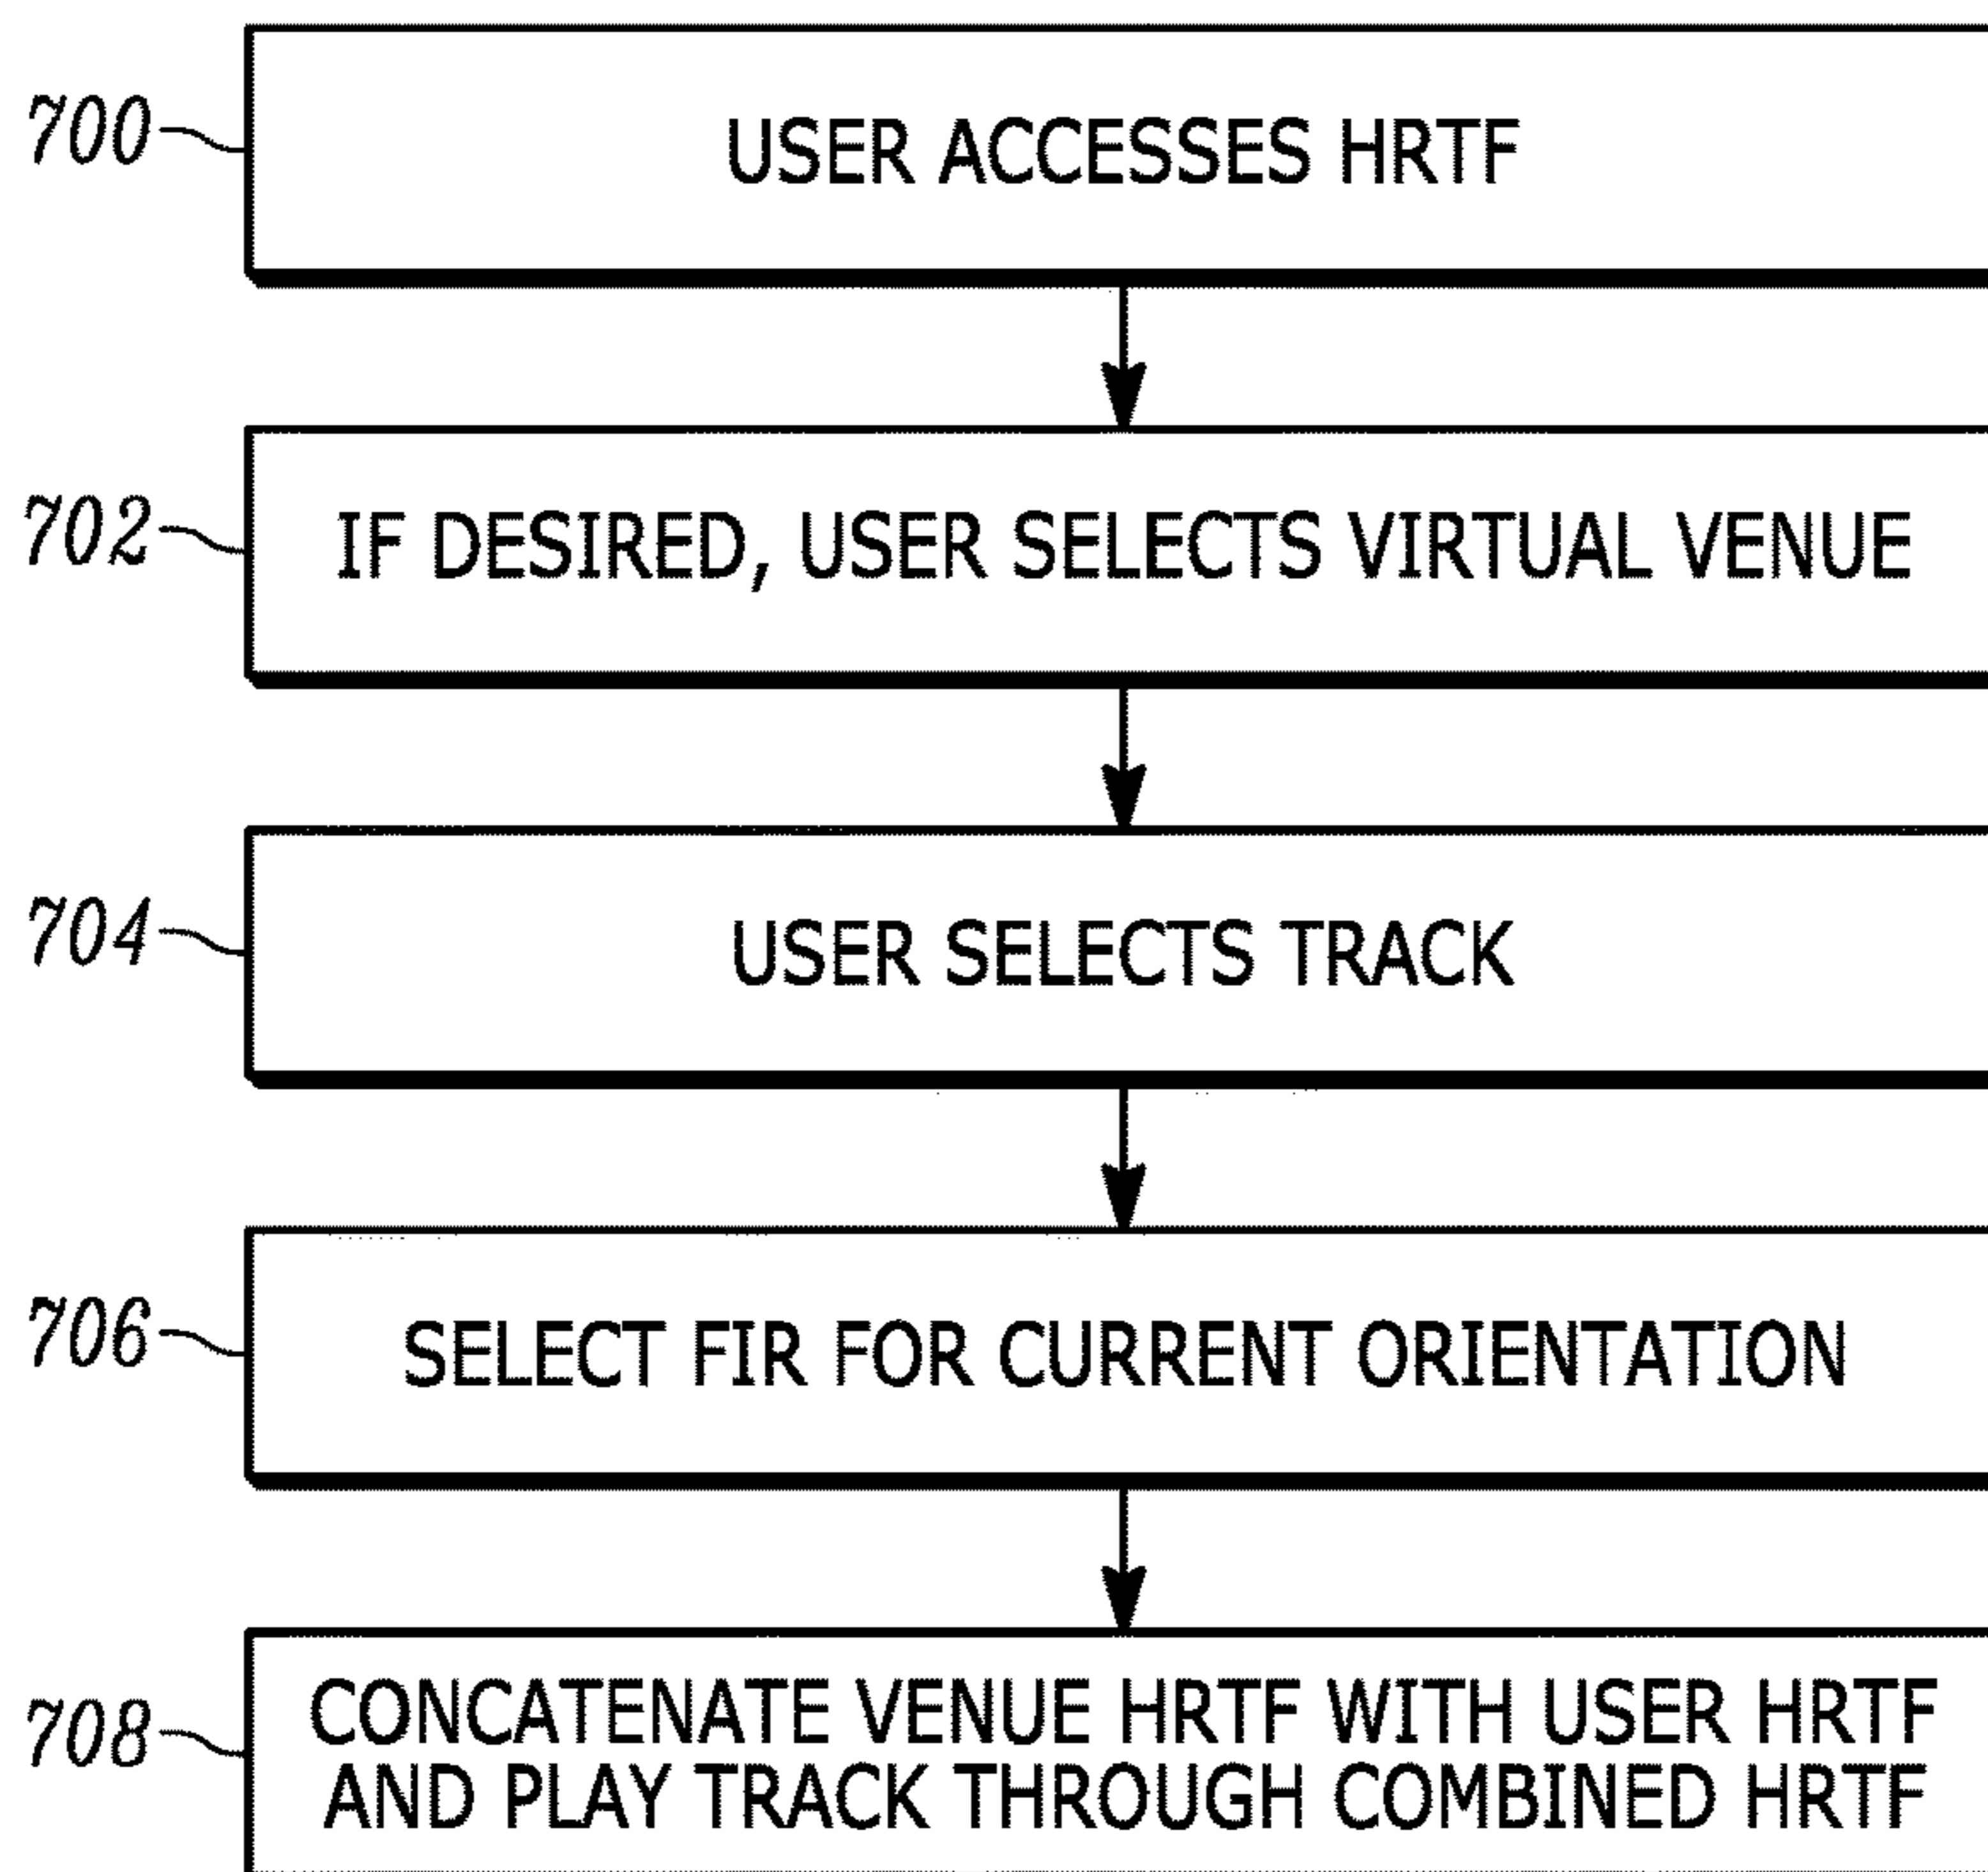 700
USER ACCESSES HRTF
702
IF DESIRED, USER SELECTS VIRTUAL VENUE
704
USER SELECTS TRACK
706
SELECT FIR FOR CURRENT ORIENTATION
708
CONCATENATE VENUE HRTF WITH USER HRTF
AND PLAY TRACK THROUGH COMBINED HRTF